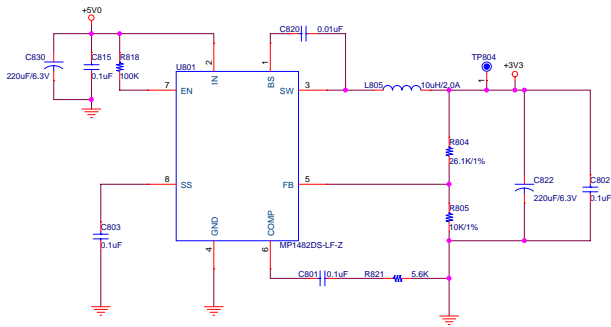 +5V0
C820
0.01uF
TP804
+3V3
C830
C815
R818
U801
220uF/6.3V
0.1uF
100K
2
1
1
IN
BS
7
EN
SW
3
L805
10uH/2.0A
R804
26.1K/1%
8
SS
FB
5
C822
C802
220uF/6.3V
0.1uF
R805
10K/1%
C803
0.1uF
GND
COMP
MP1482DS-LF-Z
4
6
C801
0.1uF
R821
5.6K